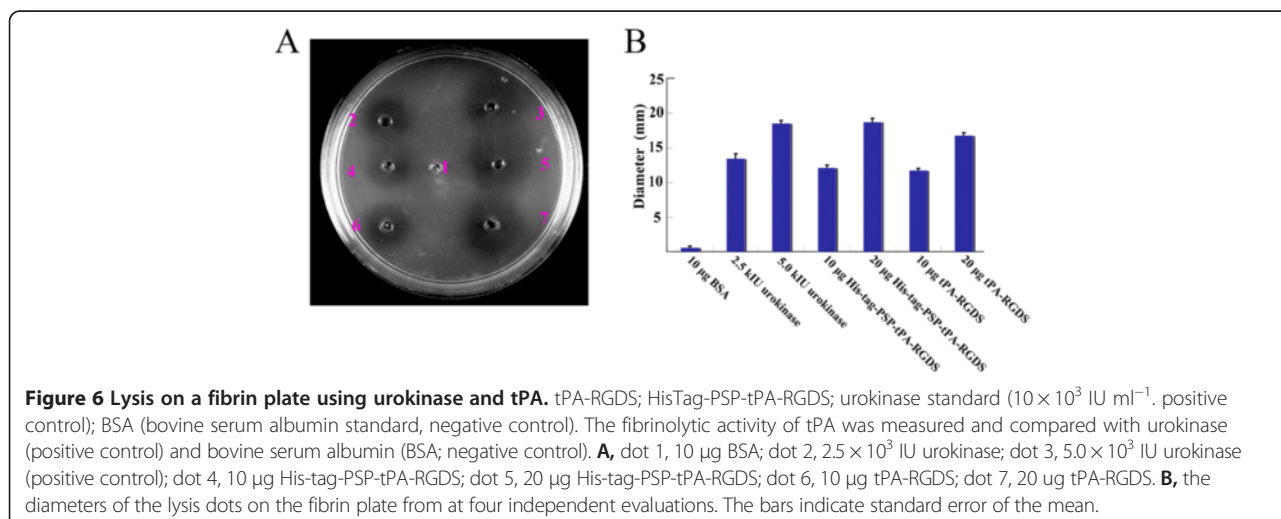 A
B
2
3
4
1
5
6
7
Diameter (mm)
25
20
15
10
5
10 µg BSA
2.5 kIU urokinase
5.0 kIU urokinase
10 µg His-tag-PSP-tPA-RGDS
20 µg His-tag-PSP-tPA-RGDS
10 µg tPA-RGDS
20 µg tPA-RGDS
Figure 6 Lysis on a fibrin plate using urokinase and tPA. tPA-RGDS; HisTag-PSP-tPA-RGDS; urokinase standard (10 × 10³ IU ml⁻¹. positive
control); BSA (bovine serum albumin standard, negative control). The fibrinolytic activity of tPA was measured and compared with urokinase
(positive control) and bovine serum albumin (BSA; negative control). A, dot 1, 10 µg BSA; dot 2, 2.5 × 10³ IU urokinase; dot 3, 5.0 × 10³ IU urokinase
(positive control); dot 4, 10 µg His-tag-PSP-tPA-RGDS; dot 5, 20 µg His-tag-PSP-tPA-RGDS; dot 6, 10 µg tPA-RGDS; dot 7, 20 ug tPA-RGDS. B, the
diameters of the lysis dots on the fibrin plate from at four independent evaluations. The bars indicate standard error of the mean.